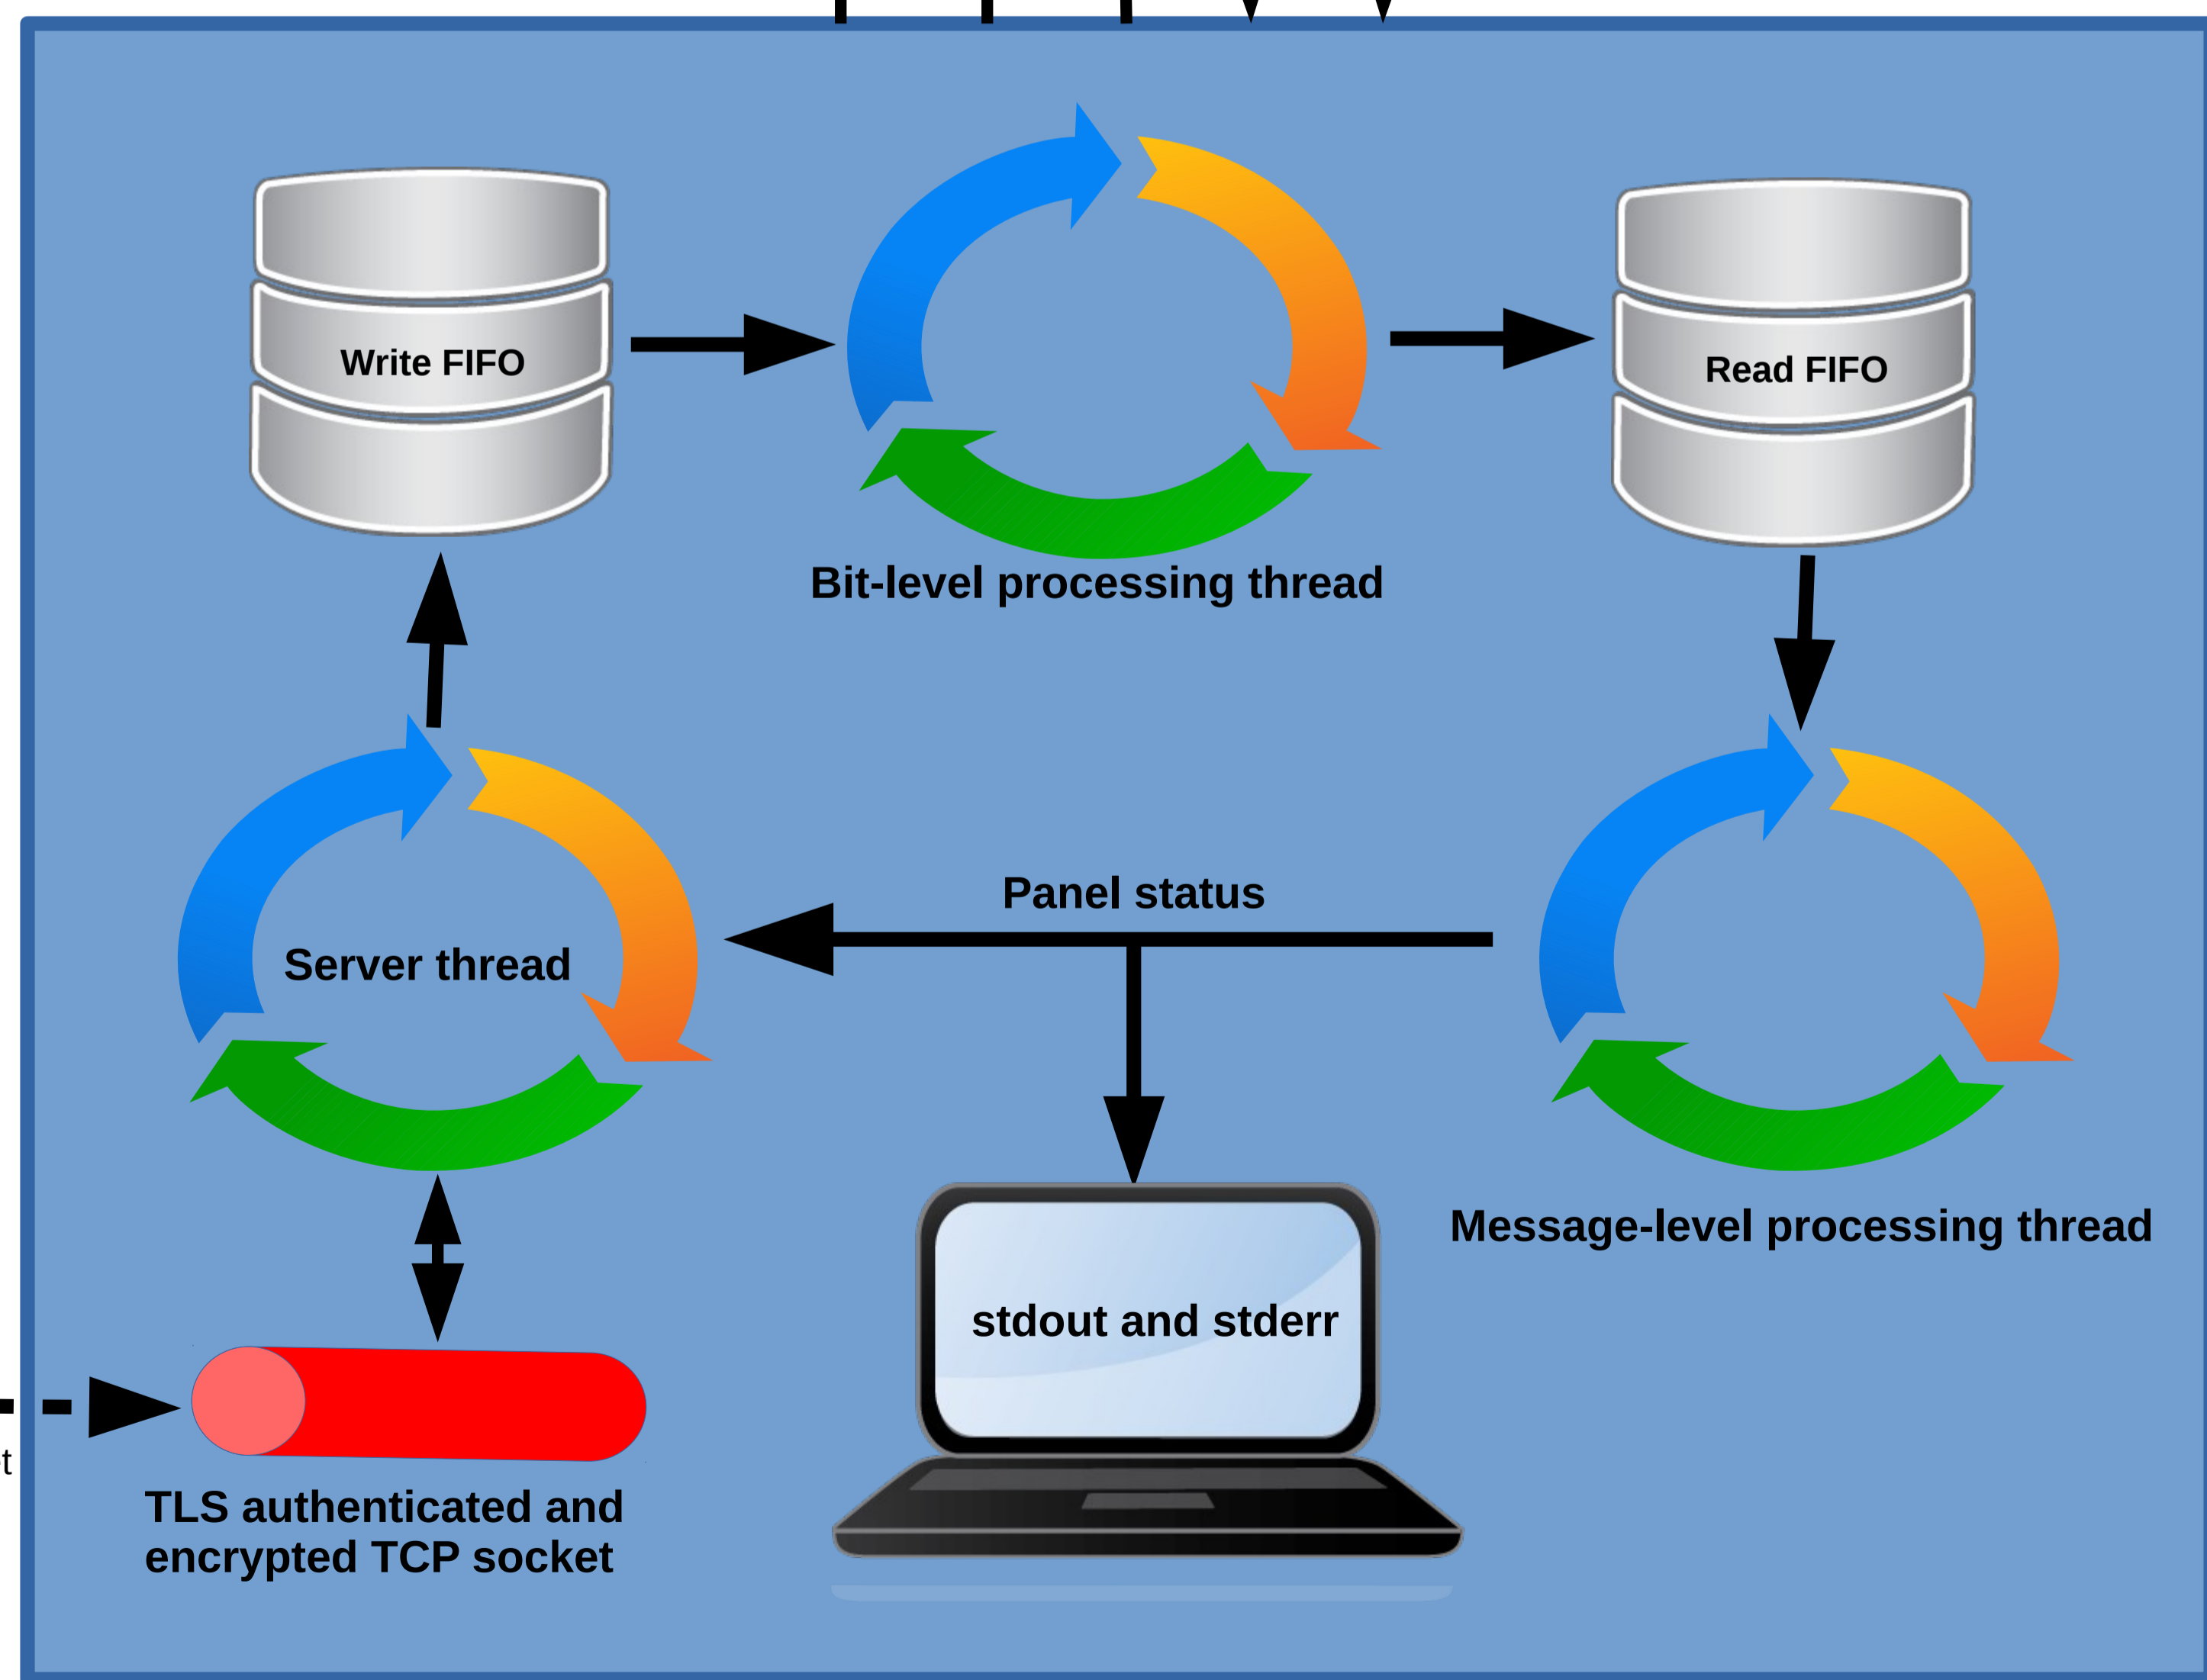 Write FIFO
Read FIFO
Bit-level processing thread
Panel status
Server thread
Message-level processing thread
stdout and stderr
t
TLS authenticated and
encrypted TCP socket